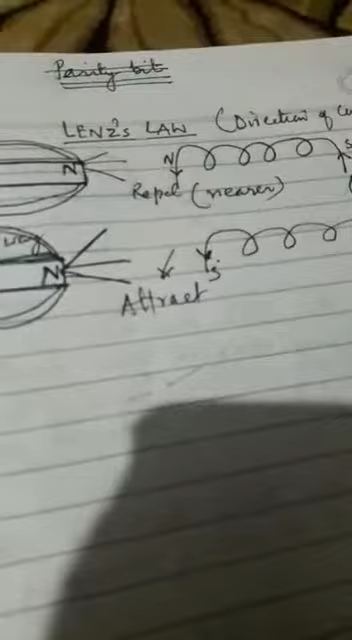 Parity bit
LENZ'S LAW (Direction of
N N S
Repel (nearer)
N S
Attract